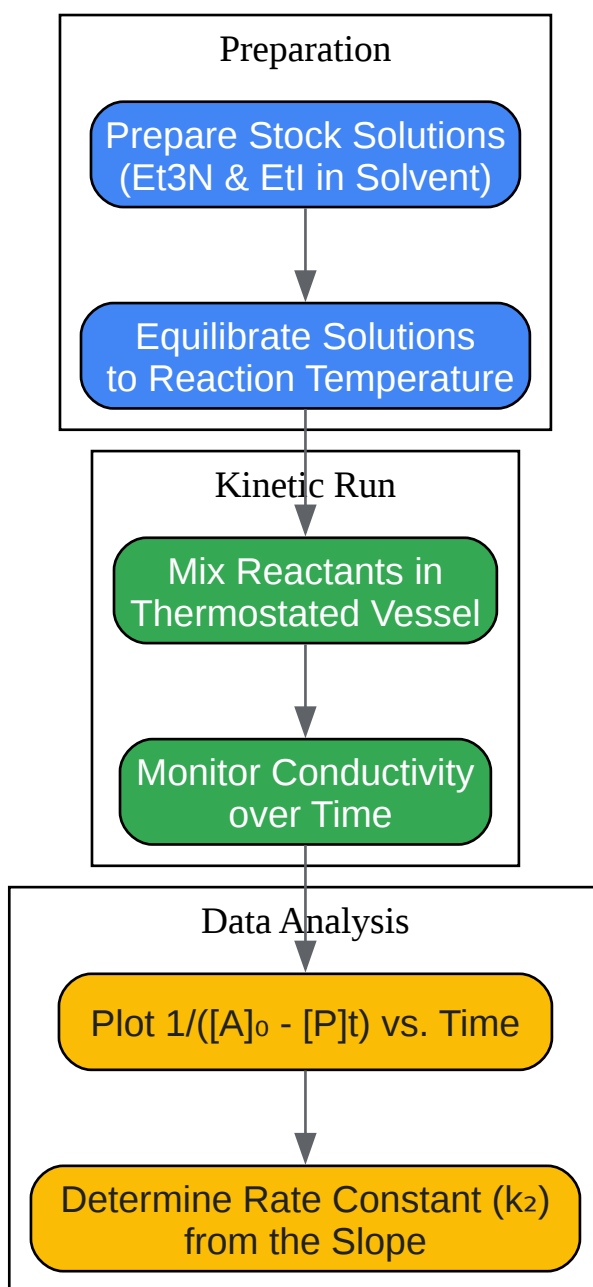 Preparation
Prepare Stock Solutions
(Et3N & EtI in Solvent)
Equilibrate Solutions
to Reaction Temperature
Kinetic Run
Mix Reactants in
Thermostated Vessel
Monitor Conductivity
over Time
Data Analysis
Plot 1/([A]₀ - [P]t) vs. Time
Determine Rate Constant (k₂)
from the Slope